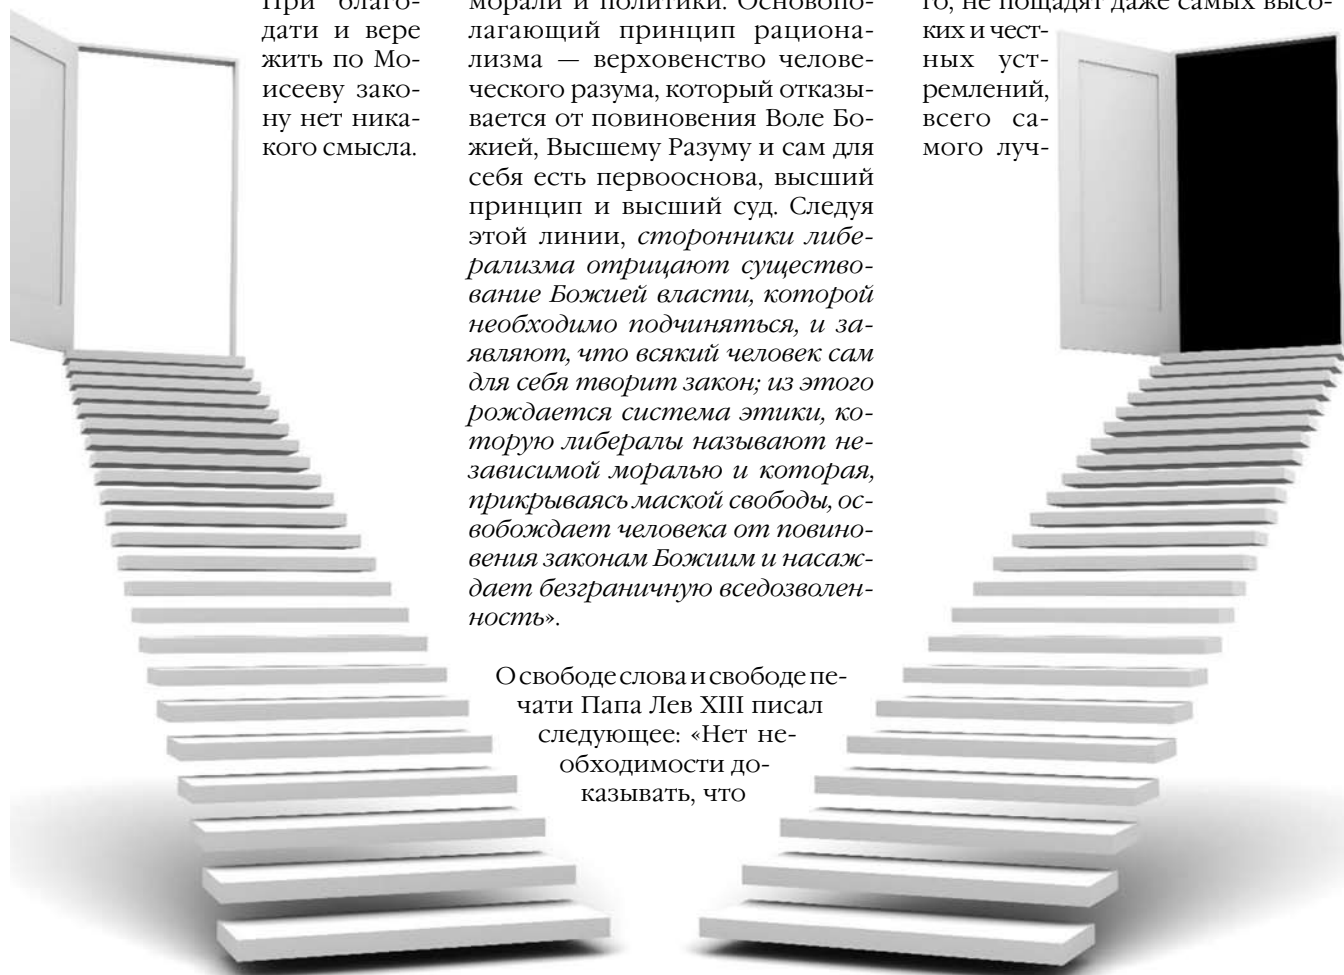 При благо-
дати и вере
жить по Мо-
исееву зако-
ну нет ника-
кого смысла.
морали и политики. Основопо-
лагающий принцип рациона-
лизма — верховенство челове-
ческого разума, который отказы-
вается от повиновения Воле Бо-
жией, Высшему Разуму и сам для
себя есть первооснова, высший
принцип и высший суд. Следуя
этой линии, сторонники либе-
рализма отрицают существо-
вание Божией власти, которой
необходимо подчиняться, и за-
являют, что всякий человек сам
для себя творит закон; из этого
рождается система этики, ко-
торую либералы называют не-
зависимой моралью и которая,
прикрываясь маской свободы, ос-
вобождает человека от повино-
вения законам Божиим и насаж-
дает безграничную вседозволен-
ность».
О свободе слова и свободе пе-
чати Папа Лев XIII писал
следующее: «Нет не-
обходимости до-
казывать, что
го, не пощадят даже самых высо-
ких и чест-
ных уст-
ремлений,
всего са-
мого луч-